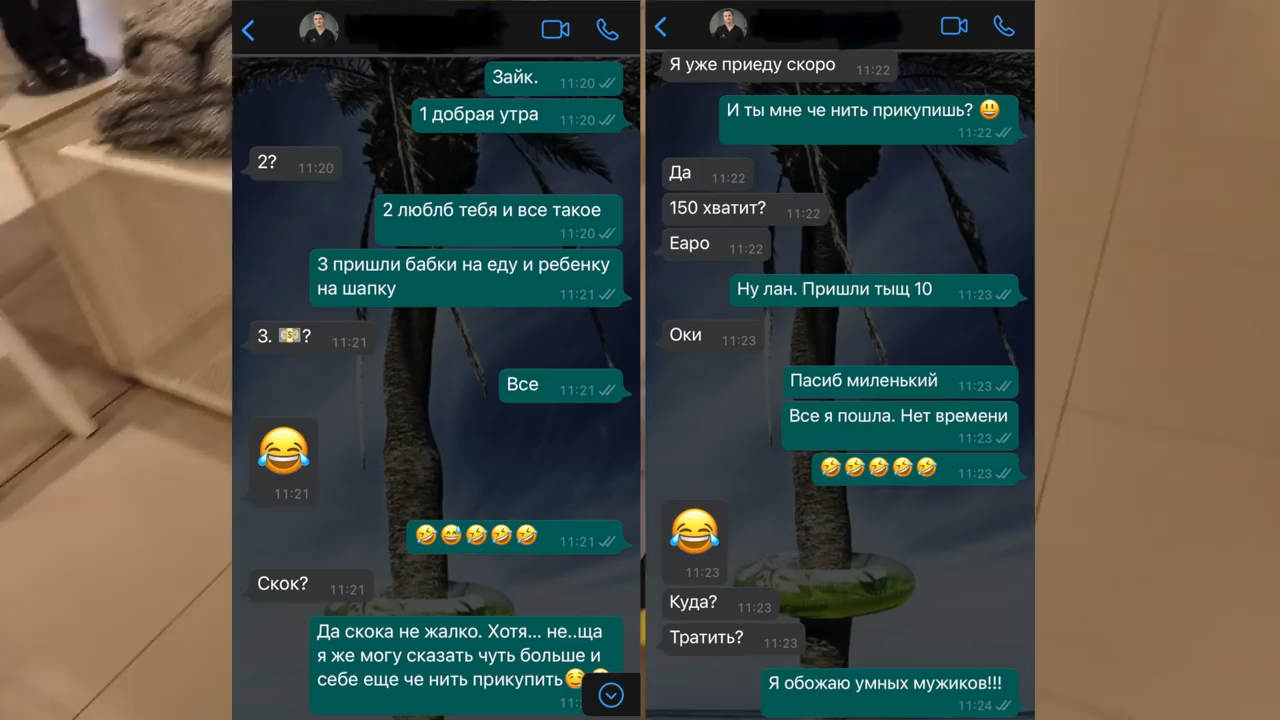 Зайк.
11:20
1 добрая утра
11:20
2?
11:20
2 люблб тебя и все такое
11:20
3 пришли бабки на еду и ребенку
на шапку
11:21
3. 💵?
11:21
Все
11:21
😂
11:21
🤣😅🤣🤣🤣
11:21
Скок?
11:21
Да скока не жалко. Хотя... не..ща
я же могу сказать чуть больше и
себе еще че нить прикупить
Я уже приеду скоро
11:22
И ты мне че нить прикупишь? 😃
11:22
Да
11:22
150 хватит?
11:22
Еаро
11:22
Ну лан. Пришли тыщ 10
11:23
Оки
11:23
Пасиб миленький
11:23
Все я пошла. Нет времени
11:23
🤣🤣🤣🤣🤣
11:23
😂
11:23
Куда?
11:23
Тратить?
11:23
Я обожаю умных мужиков!!!
11:24